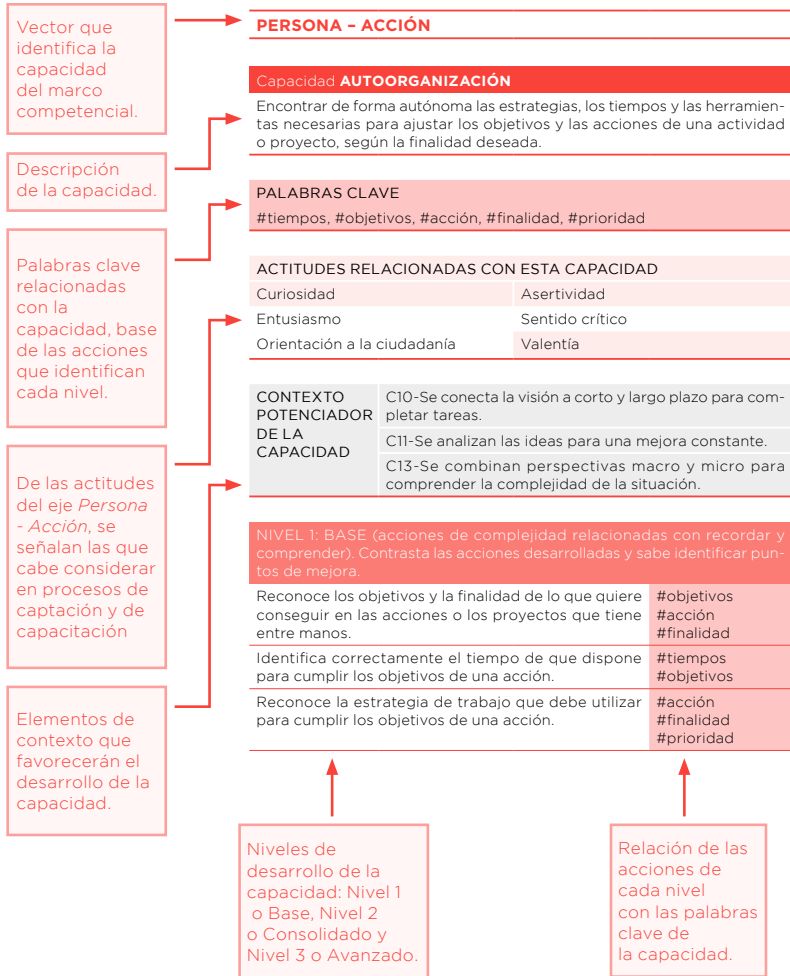 Vector que
identifica la
capacidad
del marco
competencial.
Descripción
de la capacidad.
Palabras clave
relacionadas
con la
capacidad, base
de las acciones
que identifican
cada nivel.
De las actitudes
del eje Persona
- Acción, se
señalan las que
cabe considerar
en procesos de
captación y de
capacitación
Elementos de
contexto que
favorecerán el
desarrollo de la
capacidad.
PERSONA – ACCIÓN
Capacidad AUTOORGANIZACIÓN
Encontrar de forma autónoma las estrategias, los tiempos y las herramien-
tas necesarias para ajustar los objetivos y las acciones de una actividad
o proyecto, según la finalidad deseada.
PALABRAS CLAVE
#tiempos, #objetivos, #acción, #finalidad, #prioridad
ACTITUDES RELACIONADAS CON ESTA CAPACIDAD
Curiosidad Asertividad
Entusiasmo Sentido crítico
Orientación a la ciudadanía Valentía
CONTEXTO
POTENCIADOR
DE LA
CAPACIDAD
C10-Se conecta la visión a corto y largo plazo para com-
pletar tareas.
C11-Se analizan las ideas para una mejora constante.
C13-Se combinan perspectivas macro y micro para
comprender la complejidad de la situación.
NIVEL 1: BASE (acciones de complejidad relacionadas con recordar y
comprender). Contrasta las acciones desarrolladas y sabe identificar pun-
tos de mejora.
Reconoce los objetivos y la finalidad de lo que quiere
conseguir en las acciones o los proyectos que tiene
entre manos.
#objetivos
#acción
#finalidad
Identifica correctamente el tiempo de que dispone
para cumplir los objetivos de una acción.
#tiempos
#objetivos
Reconoce la estrategia de trabajo que debe utilizar
para cumplir los objetivos de una acción.
#acción
#finalidad
#prioridad
Niveles de
desarrollo de la
capacidad: Nivel 1
o Base, Nivel 2
o Consolidado y
Nivel 3 o Avanzado.
Relación de las
acciones de
cada nivel
con las palabras
clave de
la capacidad.